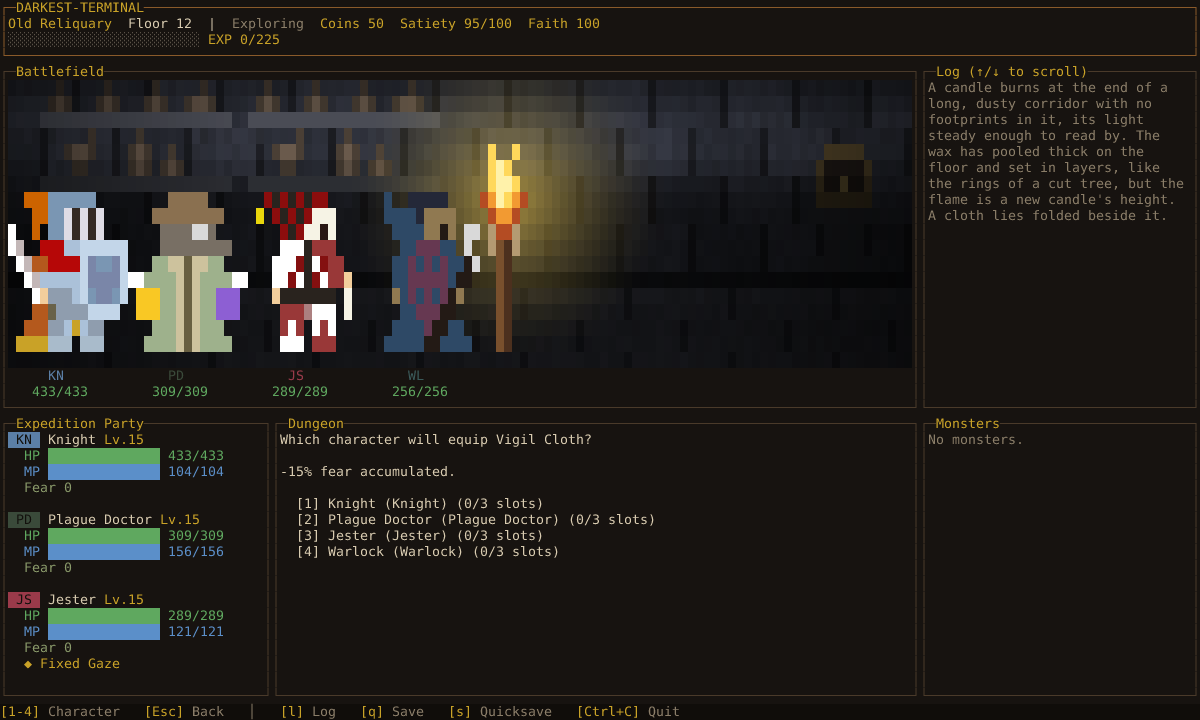 DARKEST-TERMINAL
Old Reliquary  Floor 12  |  Exploring  Coins 50  Satiety 95/100  Faith 100
EXP 0/225
Battlefield
KN PD JS WL
433/433 309/309 289/289 256/256
Log (↑/↓ to scroll)
A candle burns at the end of a
long, dusty corridor with no
footprints in it, its light
steady enough to read by. The
wax has pooled thick on the
floor and set in layers, like
the rings of a cut tree, but the
flame is a new candle's height.
A cloth lies folded beside it.
Expedition Party
KN Knight Lv.15
HP 433/433
MP 104/104
Fear 0
PD Plague Doctor Lv.15
HP 309/309
MP 156/156
Fear 0
JS Jester Lv.15
HP 289/289
MP 121/121
Fear 0
◆ Fixed Gaze
Dungeon
Which character will equip Vigil Cloth?
-15% fear accumulated.
[1] Knight (Knight) (0/3 slots)
[2] Plague Doctor (Plague Doctor) (0/3 slots)
[3] Jester (Jester) (0/3 slots)
[4] Warlock (Warlock) (0/3 slots)
Monsters
No monsters.
[1-4] Character  [Esc] Back  |  [l] Log  [q] Save  [s] Quicksave  [Ctrl+C] Quit